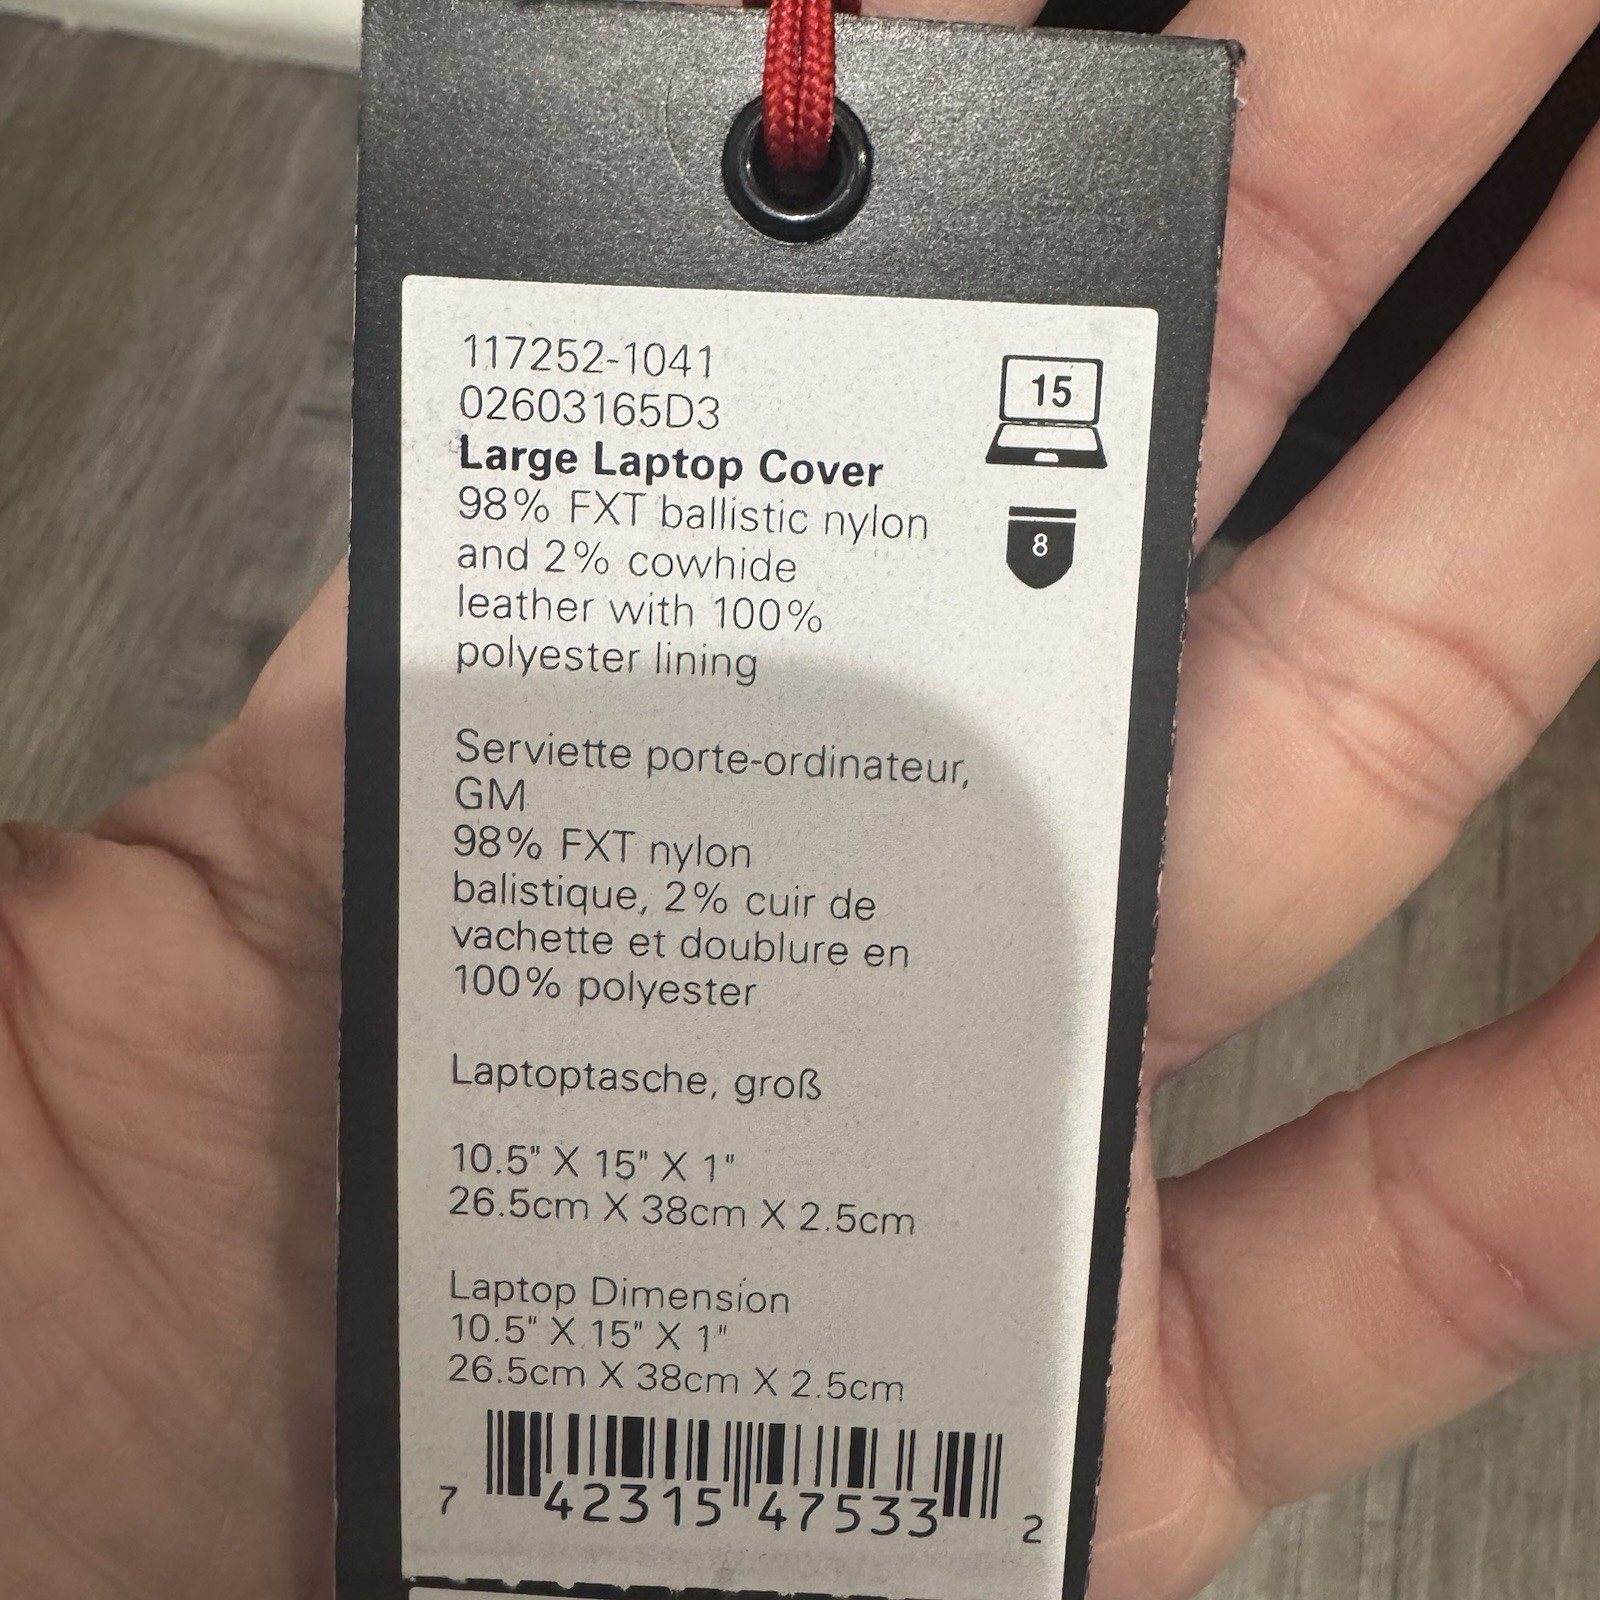 117252-1041
02603165D3
Large Laptop Cover
98% FXT ballistic nylon
and 2% cowhide
leather with 100%
polyester lining
15
8
Serviette porte-ordinateur,
GM
98% FXT nylon
balistique, 2% cuir de
vachette et doublure en
100% polyester
Laptoptasche, groß
10.5" X 15" X 1"
26.5cm X 38cm X 2.5cm
Laptop Dimension
10.5" X 15" X 1"
26.5cm X 38cm X 2.5cm
7 42315 47533 2